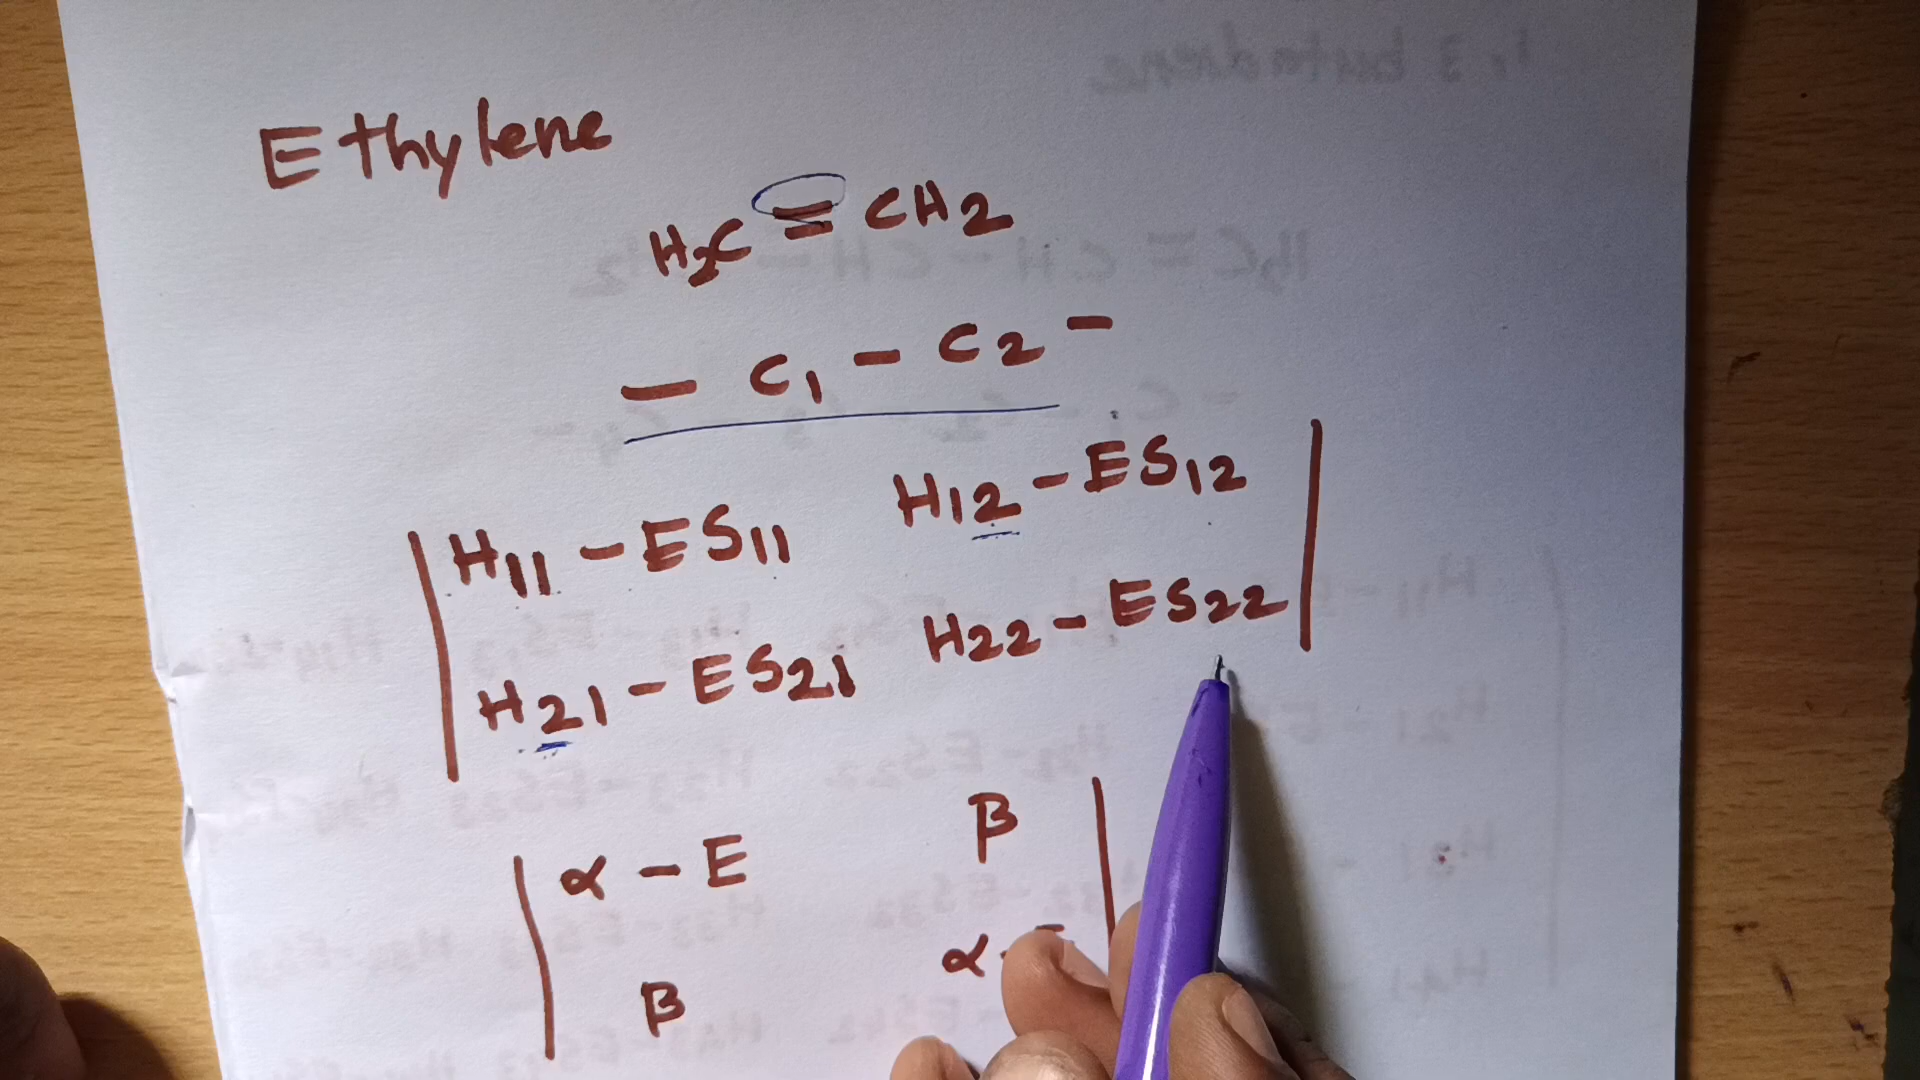 Ethylene
H2C = CH2
– C1 – C2 –
H11 – ES11 H12 – ES12
H21 – ES21 H22 – ES22
α – E β
β α -